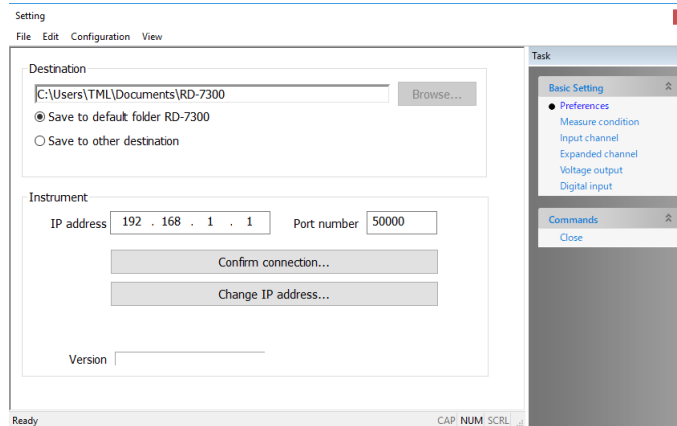 Setting
File Edit Configuration View
Destination
C:\Users\TML\Documents\RD-7300
Browse...
Save to default folder RD-7300
Save to other destination
Instrument
IP address 192 . 168 . 1 . 1 Port number 50000
Confirm connection...
Change IP address...
Version
Ready
CAP NUM SCRL
Task
Basic Setting
Preferences
Measure condition
Input channel
Expanded channel
Voltage output
Digital input
Commands
Close